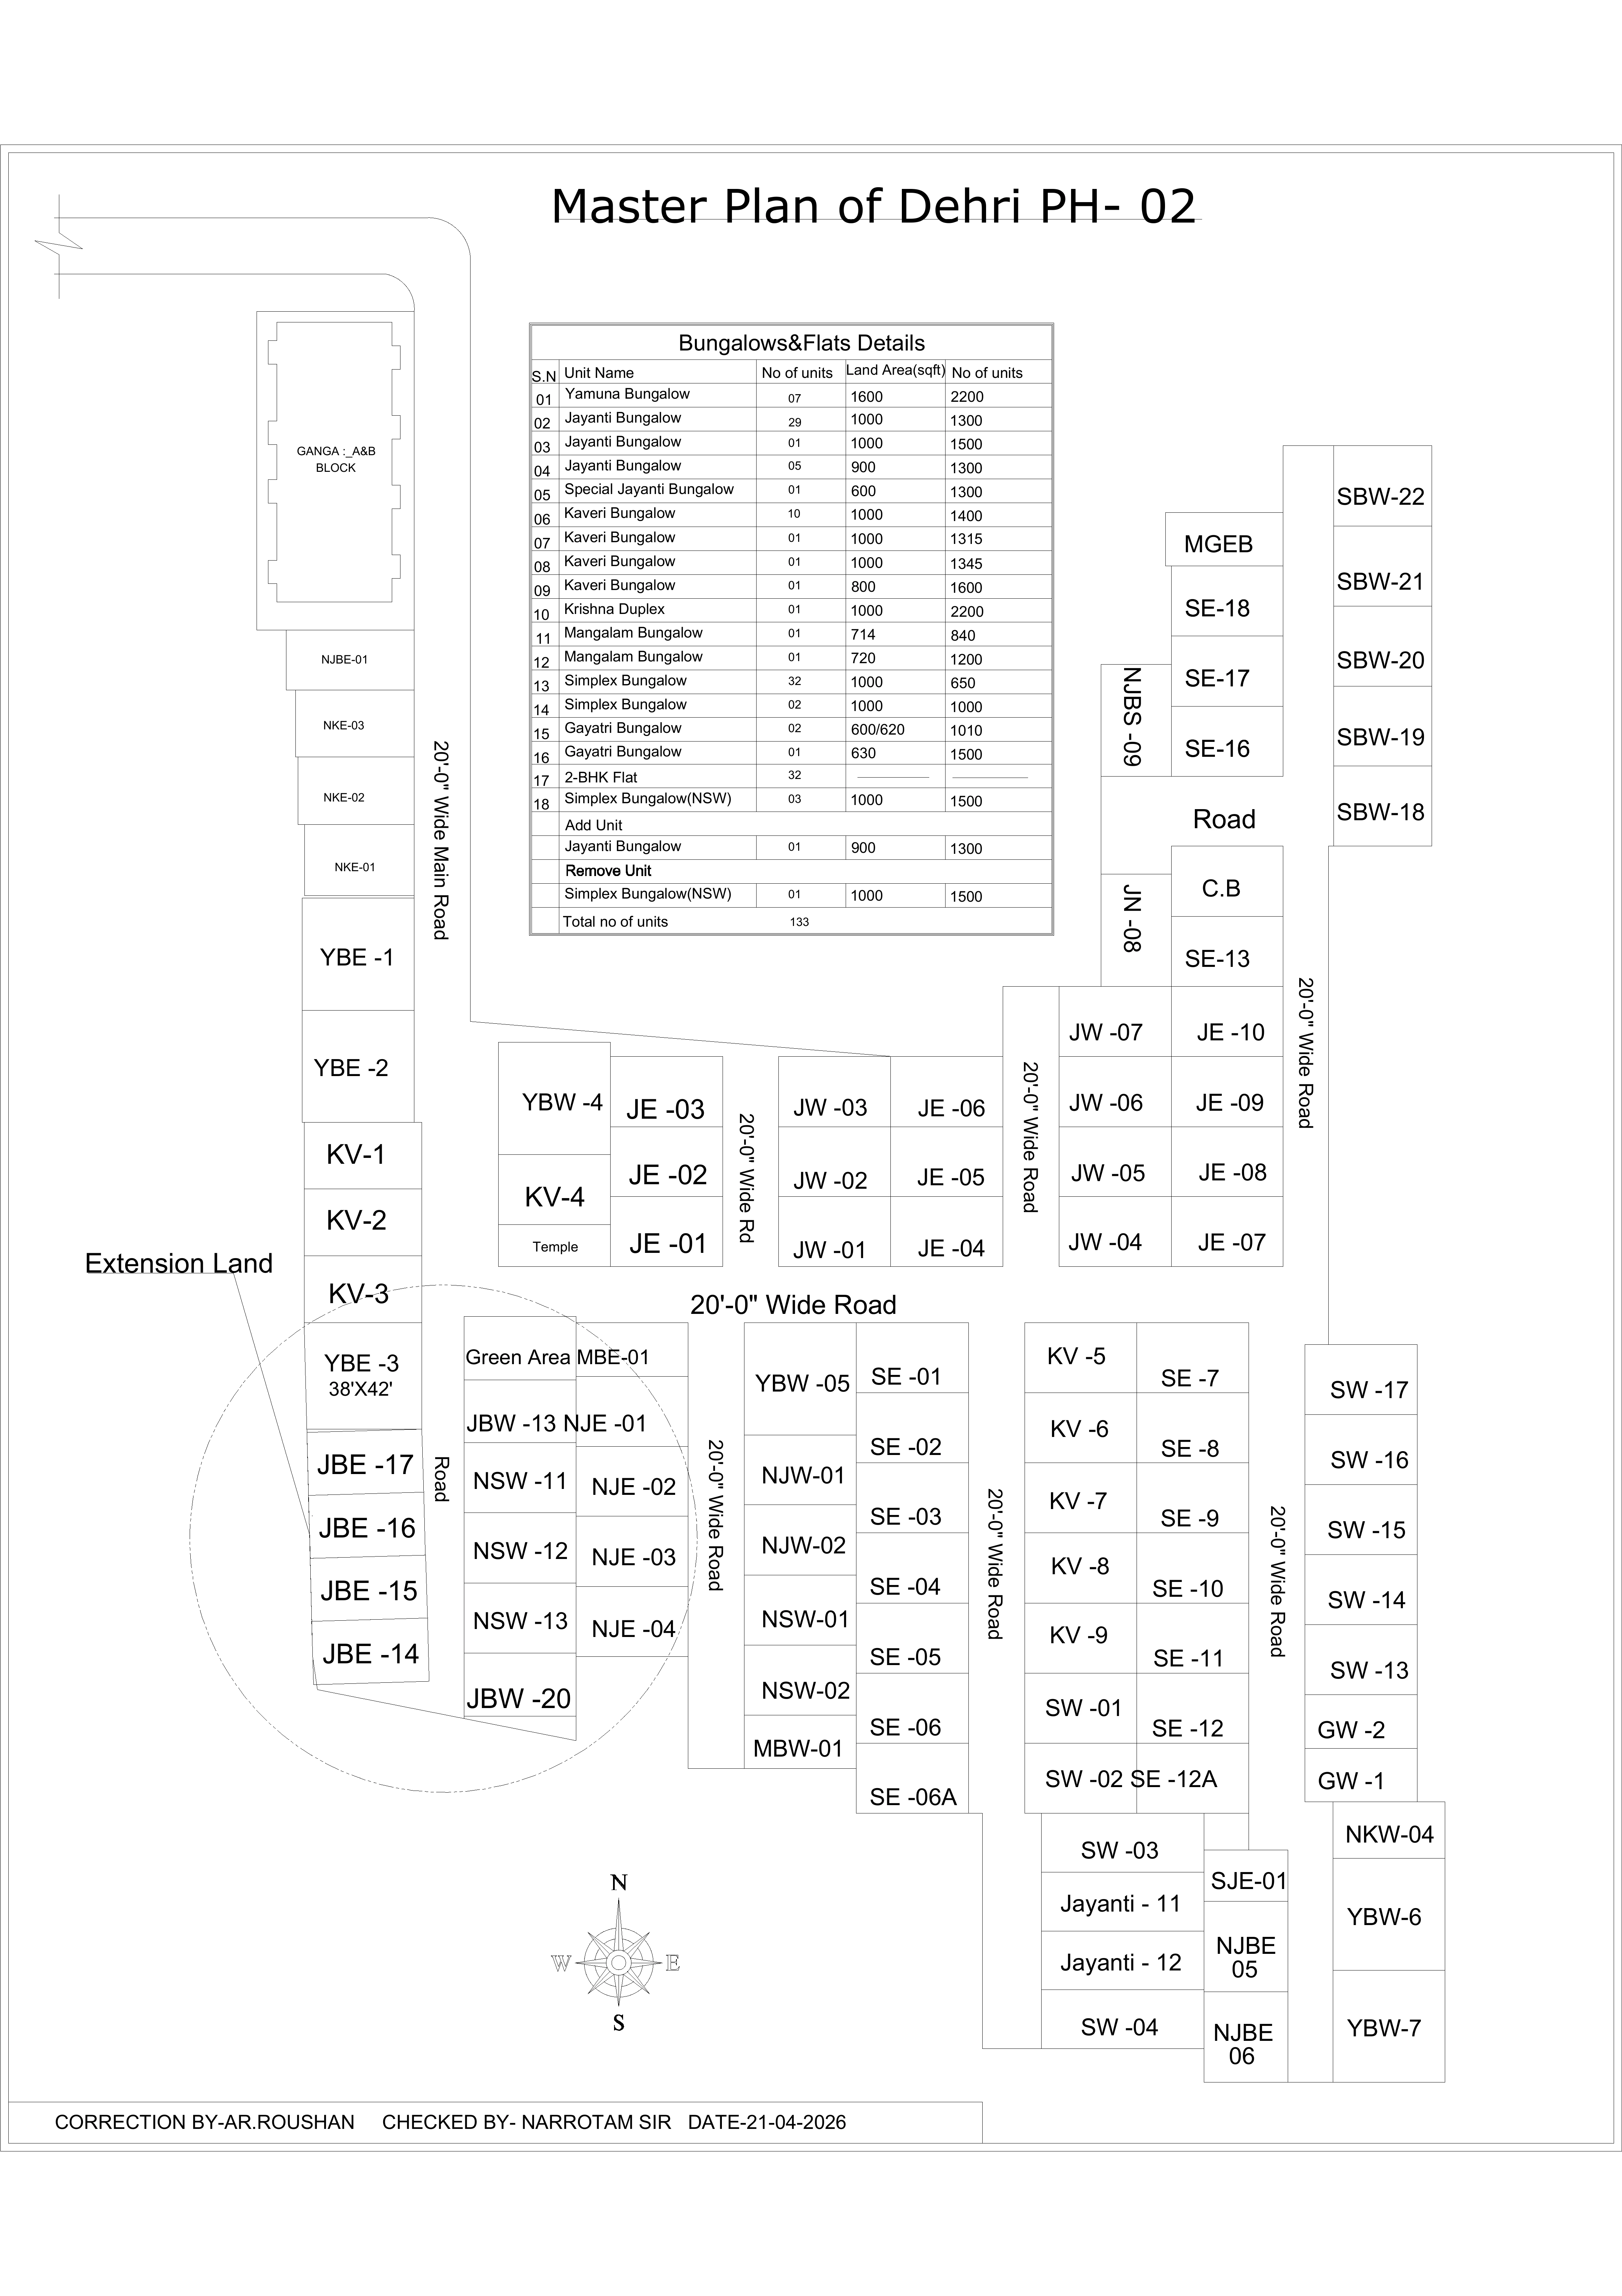 Master Plan of Dehri PH- 02
GANGA :_A&B
BLOCK
NJBE-01
NKE-03
NKE-02
NKE-01
YBE -1
YBE -2
KV-1
KV-2
KV-3
YBE -3
38'X42'
JBE -17
JBE -16
JBE -15
JBE -14
Extension Land
20'-0" Wide Main Road
Road
Bungalows&Flats Details
S.N Unit Name No of units Land Area(sqft) No of units
01 Yamuna Bungalow 07 1600 2200
02 Jayanti Bungalow 29 1000 1300
03 Jayanti Bungalow 01 1000 1500
04 Jayanti Bungalow 05 900 1300
05 Special Jayanti Bungalow 01 600 1300
06 Kaveri Bungalow 10 1000 1400
07 Kaveri Bungalow 01 1000 1315
08 Kaveri Bungalow 01 1000 1345
09 Kaveri Bungalow 01 800 1600
10 Krishna Duplex 01 1000 2200
11 Mangalam Bungalow 01 714 840
12 Mangalam Bungalow 01 720 1200
13 Simplex Bungalow 32 1000 650
14 Simplex Bungalow 02 1000 1000
15 Gayatri Bungalow 02 600/620 1010
16 Gayatri Bungalow 01 630 1500
17 2-BHK Flat 32
18 Simplex Bungalow(NSW) 03 1000 1500
Add Unit
Jayanti Bungalow 01 900 1300
Remove Unit
Simplex Bungalow(NSW) 01 1000 1500
Total no of units 133
SBW-22
SBW-21
SBW-20
SBW-19
SBW-18
MGEB
SE-18
SE-17
SE-16
NJBS -09
Road
C.B
SE-13
JN -08
20'-0" Wide Road
YBW -4
KV-4
Temple
JE -03
JE -02
JE -01
20'-0" Wide Rd
JW -03 JE -06
JW -02 JE -05
JW -01 JE -04
20'-0" Wide Road
JW -07 JE -10
JW -06 JE -09
JW -05 JE -08
JW -04 JE -07
20'-0" Wide Road
Green Area MBE-01
JBW -13 NJE -01
NSW -11 NJE -02
NSW -12 NJE -03
NSW -13 NJE -04
JBW -20
20'-0" Wide Road
YBW -05
NJW-01
NJW-02
NSW-01
NSW-02
MBW-01
SE -01
SE -02
SE -03
SE -04
SE -05
SE -06
SE -06A
20'-0" Wide Road
KV -5 SE -7
KV -6 SE -8
KV -7 SE -9
KV -8 SE -10
KV -9 SE -11
SW -01 SE -12
SW -02 SE -12A
SW -03
Jayanti - 11
Jayanti - 12
SW -04
SJE-01
NJBE
05
NJBE
06
20'-0" Wide Road
SW -17
SW -16
SW -15
SW -14
SW -13
GW -2
GW -1
NKW-04
YBW-6
YBW-7
N
W E
S
CORRECTION BY-AR.ROUSHAN CHECKED BY- NARROTAM SIR DATE-21-04-2026